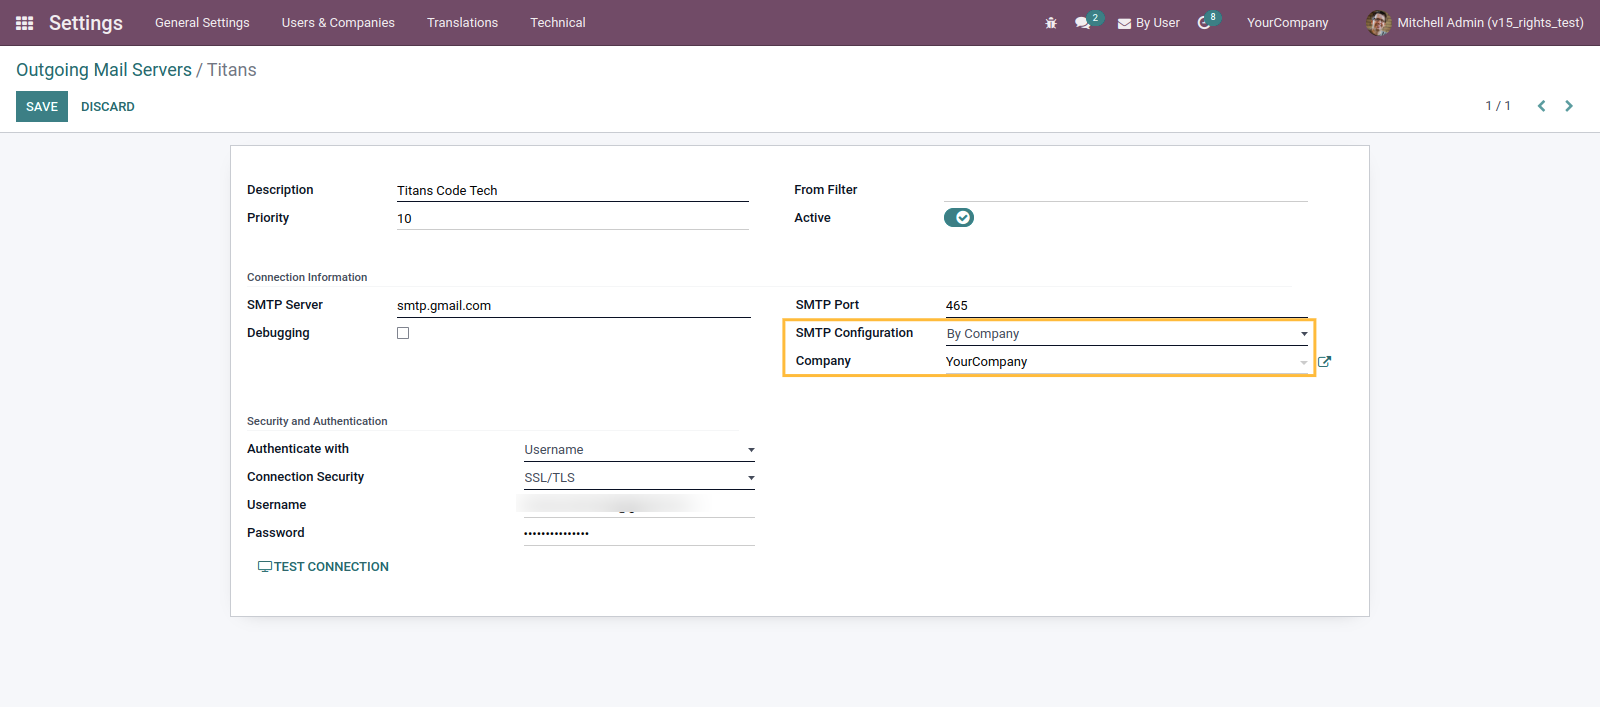 Settings General Settings Users & Companies Translations Technical 2 By User 8 YourCompany Mitchell Admin (v15_rights_test)
Outgoing Mail Servers / Titans
SAVE DISCARD 1 / 1
Description Titans Code Tech From Filter
Priority 10 Active
Connection Information
SMTP Server smtp.gmail.com SMTP Port 465
Debugging SMTP Configuration By Company
Company YourCompany
Security and Authentication
Authenticate with Username
Connection Security SSL/TLS
Username
Password •••••••••••••••
TEST CONNECTION